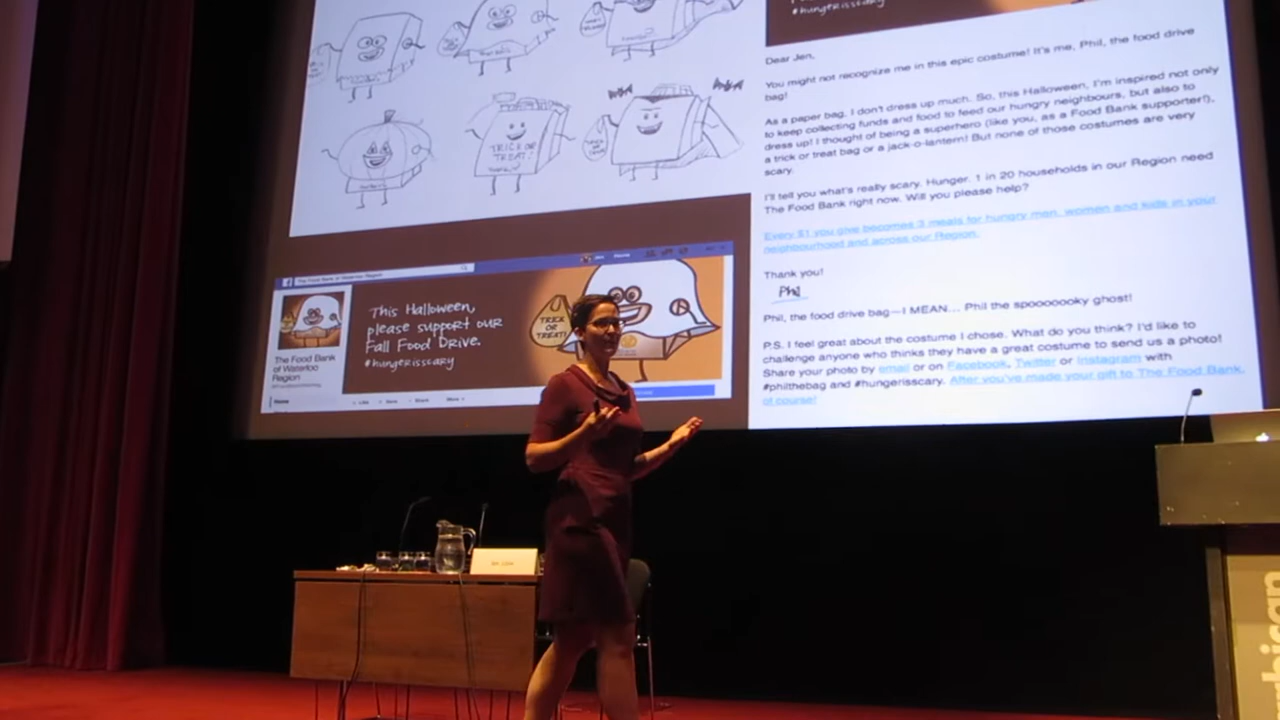 TRICK OR
TREAT!
#hungerisscary
Dear Jen,
You might not recognize me in this epic costume! It's me, Phil, the food drive
bag!
As a paper bag, I don't dress up much. So, this Halloween, I'm inspired not only
to keep collecting funds and food to feed our hungry neighbours, but also to
dress up! I thought of being a superhero (like you, as a Food Bank supporter!),
a trick or treat bag or a jack-o-lantern! But none of those costumes are very
scary.
I'll tell you what's really scary. Hunger. 1 in 20 households in our Region need
The Food Bank right now. Will you please help?
Every $1 you give becomes 3 meals for hungry men, women and kids in your
neighbourhood and across our Region.
Thank you!
Phil
Phil, the food drive bag—I MEAN... Phil the spooooooky ghost!
P.S. I feel great about the costume I chose. What do you think? I'd like to
challenge anyone who thinks they have a great costume to send us a photo!
Share your photo by email or on Facebook, Twitter or Instagram with
#philthebag and #hungerisscary. After you've made your gift to The Food Bank,
of course!
The Food Bank of Waterloo Region
This Halloween,
please support our
Fall Food Drive.
#hungerisscary
TRICK
OR
TREAT!
The Food Bank
of Waterloo
Region
Home